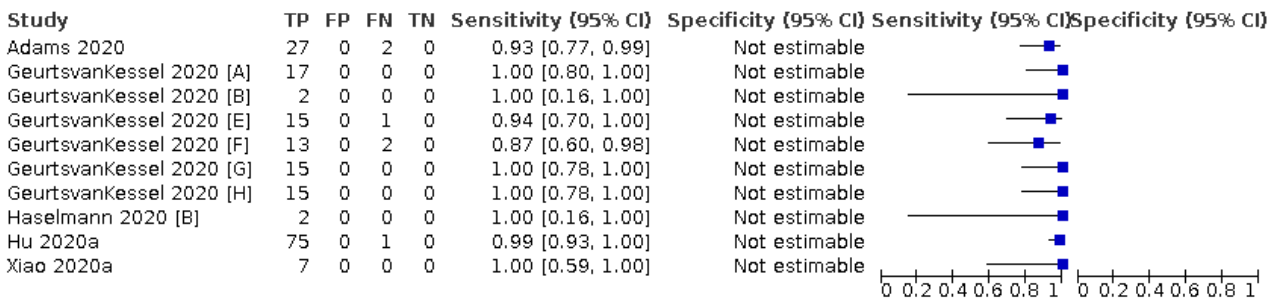 Study TP FP FN TN Sensitivity (95% CI) Specificity (95% CI) Sensitivity (95% CI) Specificity (95% CI)
Adams 2020 27 0 2 0 0.93 [0.77, 0.99] Not estimable
GeurtsvanKessel 2020 [A] 17 0 0 0 1.00 [0.80, 1.00] Not estimable
GeurtsvanKessel 2020 [B] 2 0 0 0 1.00 [0.16, 1.00] Not estimable
GeurtsvanKessel 2020 [E] 15 0 1 0 0.94 [0.70, 1.00] Not estimable
GeurtsvanKessel 2020 [F] 13 0 2 0 0.87 [0.60, 0.98] Not estimable
GeurtsvanKessel 2020 [G] 15 0 0 0 1.00 [0.78, 1.00] Not estimable
GeurtsvanKessel 2020 [H] 15 0 0 0 1.00 [0.78, 1.00] Not estimable
Haselmann 2020 [B] 2 0 0 0 1.00 [0.16, 1.00] Not estimable
Hu 2020a 75 0 1 0 0.99 [0.93, 1.00] Not estimable
Xiao 2020a 7 0 0 0 1.00 [0.59, 1.00] Not estimable
0 0.2 0.4 0.6 0.8 1 0 0.2 0.4 0.6 0.8 1